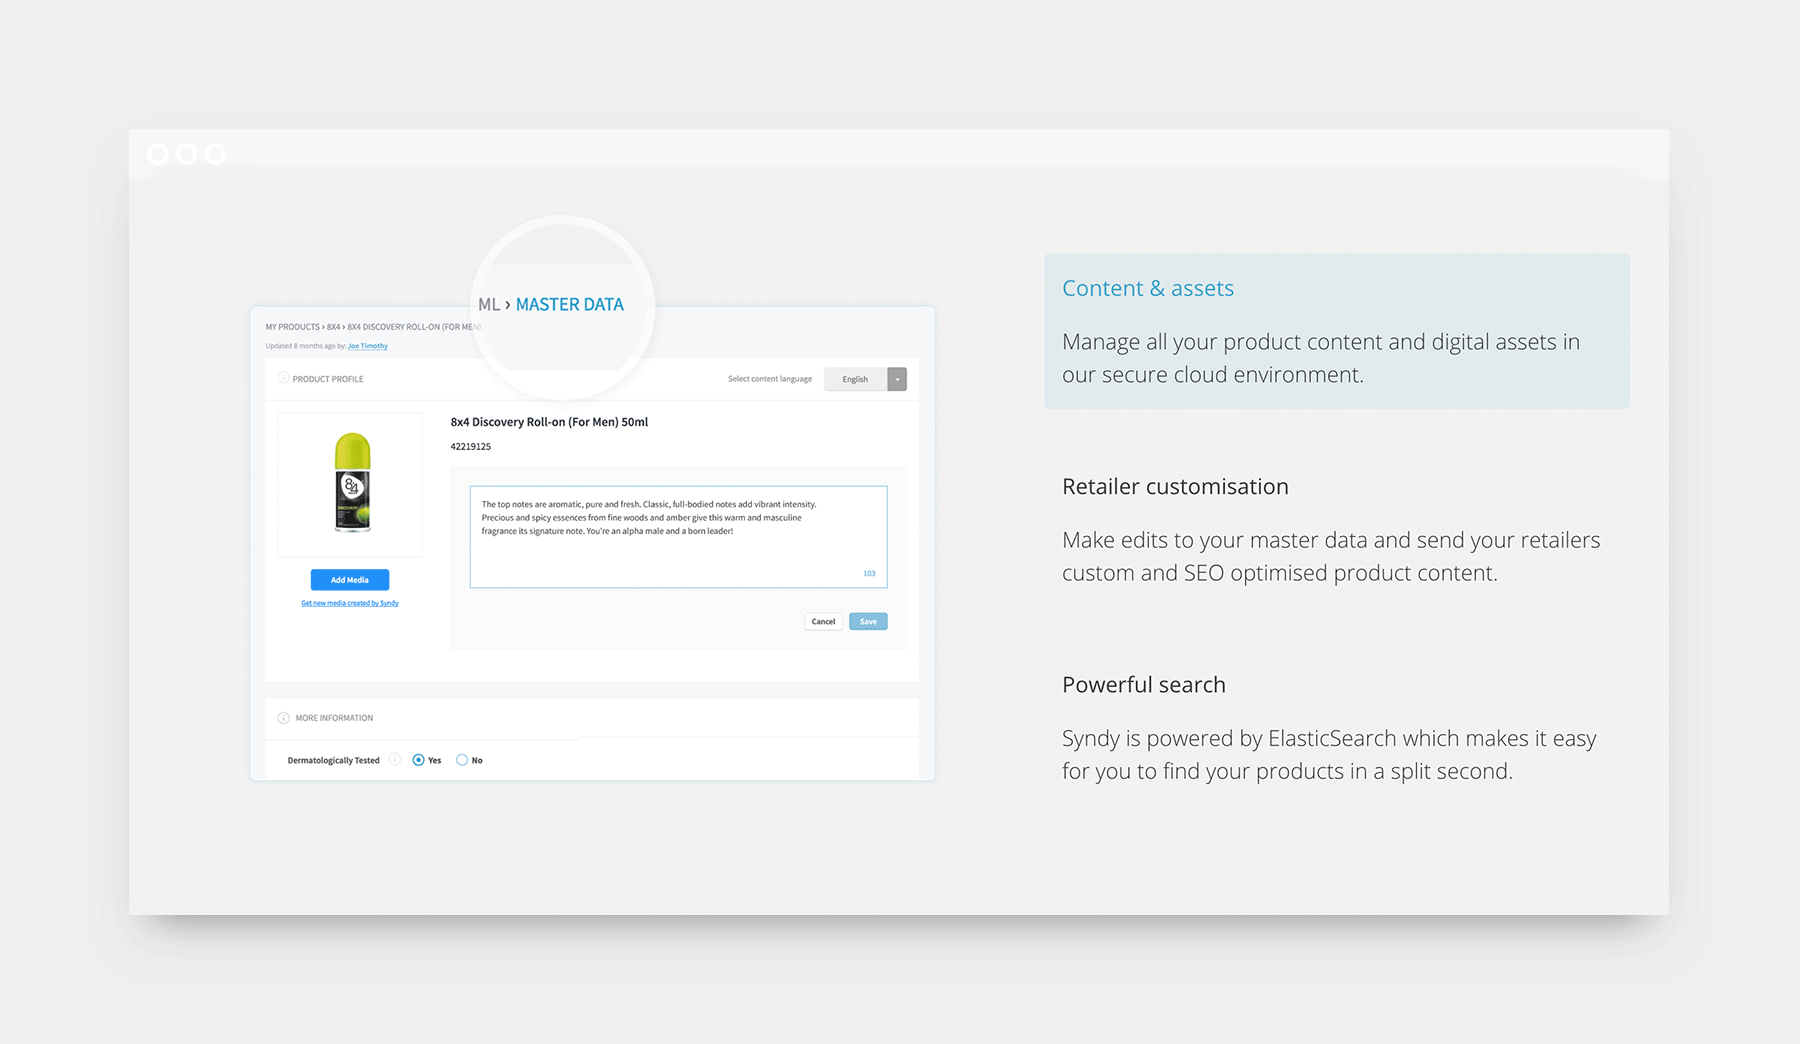 ML › MASTER DATA
MY PRODUCTS › 8X4 › 8X4 DISCOVERY ROLL-ON (FOR MEN)
Updated 8 months ago by: Joe Timothy
PRODUCT PROFILE
Select content language
English
8x4 Discovery Roll-on (For Men) 50ml
42219125
8x4
DISCOVERY
The top notes are aromatic, pure and fresh. Classic, full-bodied notes add vibrant intensity.
Precious and spicy essences from fine woods and amber give this warm and masculine
fragrance its signature note. You're an alpha male and a born leader!
103
Add Media
Get new media created by Syndy
Cancel
Save
MORE INFORMATION
Dermatologically Tested
Yes
No
Content & assets
Manage all your product content and digital assets in
our secure cloud environment.
Retailer customisation
Make edits to your master data and send your retailers
custom and SEO optimised product content.
Powerful search
Syndy is powered by ElasticSearch which makes it easy
for you to find your products in a split second.